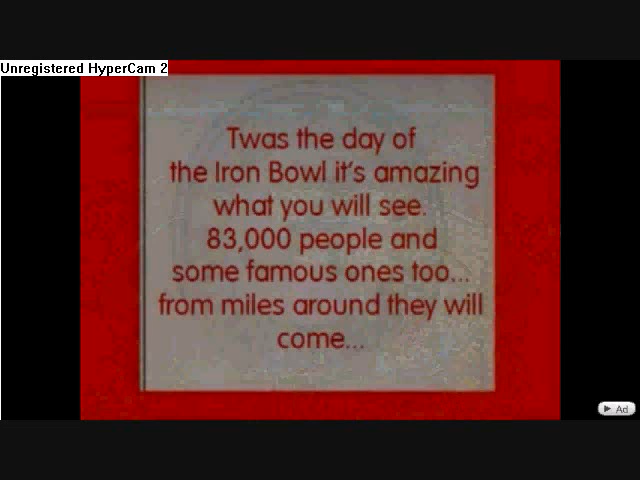 Unregistered HyperCam 2
Twas the day of
the Iron Bowl it's amazing
what you will see.
83,000 people and
some famous ones too...
from miles around they will
come...
Ad